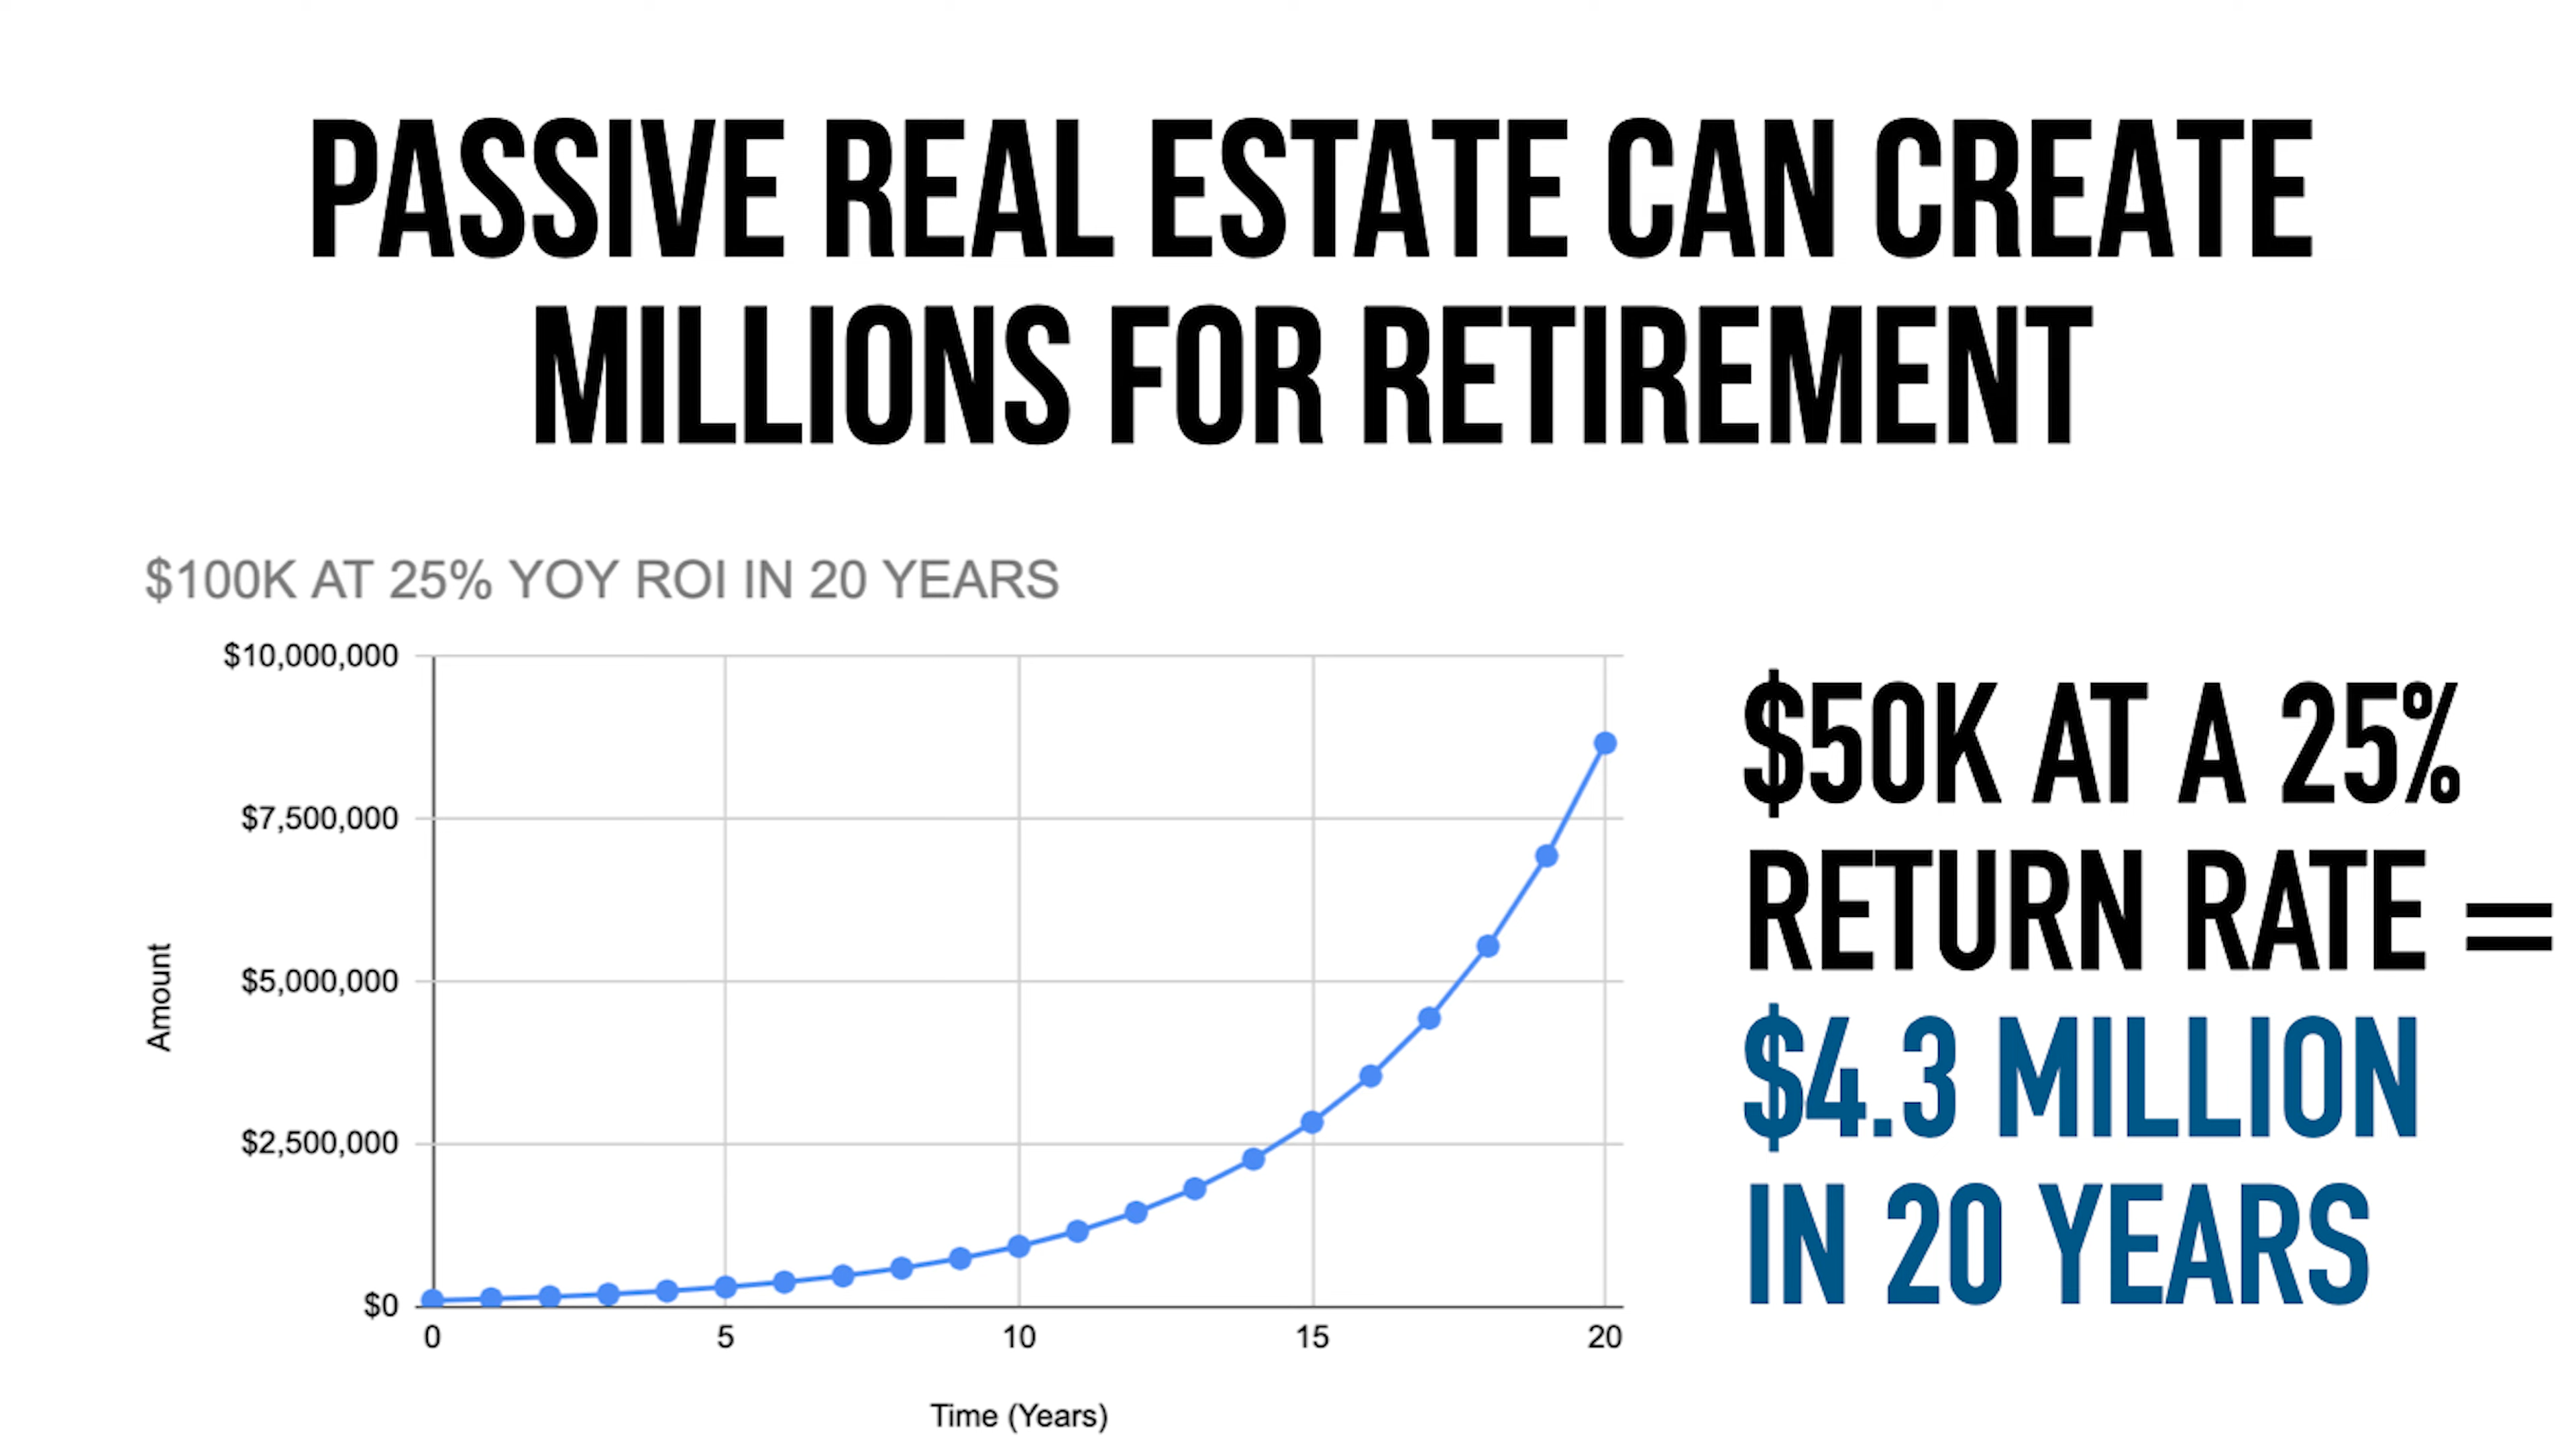 PASSIVE REAL ESTATE CAN CREATE
MILLIONS FOR RETIREMENT
$100K AT 25% YOY ROI IN 20 YEARS
$10,000,000
$7,500,000
$5,000,000
$2,500,000
$0
Amount
0 5 10 15 20
Time (Years)
$50K AT A 25%
RETURN RATE =
$4.3 MILLION
IN 20 YEARS